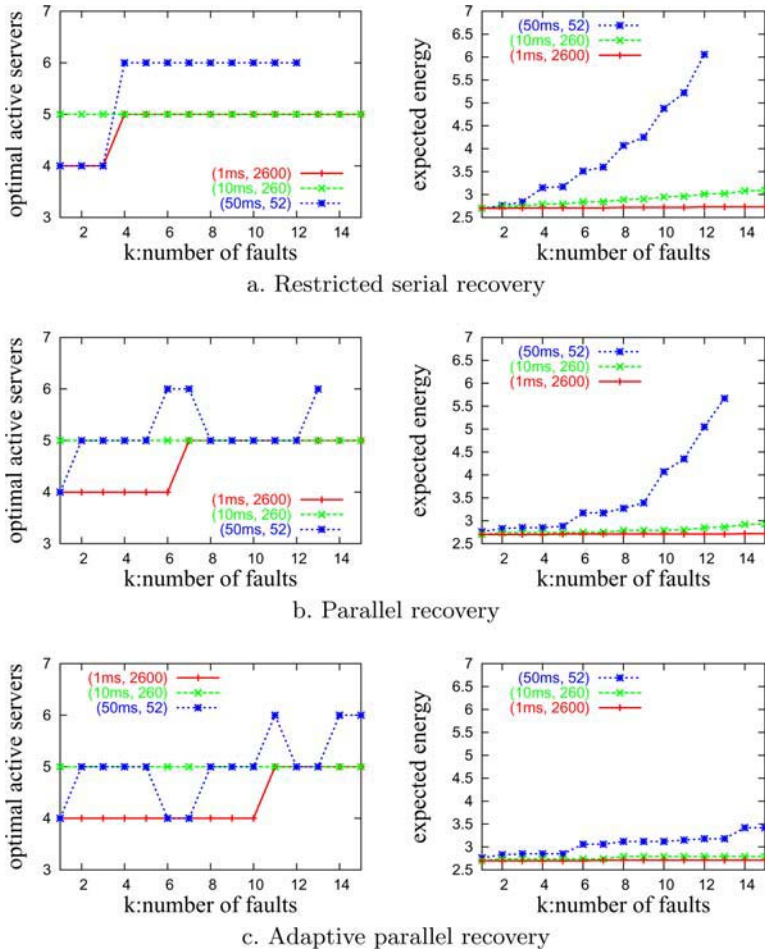 optimal active servers
7
6
5
4
3
(1ms, 2600)
(10ms, 260)
(50ms, 52)
2 4 6 8 10 12 14
k:number of faults
expected energy
7
6.5
6
5.5
5
4.5
4
3.5
3
2.5
(50ms, 52)
(10ms, 260)
(1ms, 2600)
2 4 6 8 10 12 14
k:number of faults
a. Restricted serial recovery
optimal active servers
7
6
5
4
3
(1ms, 2600)
(10ms, 260)
(50ms, 52)
2 4 6 8 10 12 14
k:number of faults
expected energy
7
6.5
6
5.5
5
4.5
4
3.5
3
2.5
(50ms, 52)
(10ms, 260)
(1ms, 2600)
2 4 6 8 10 12 14
k:number of faults
b. Parallel recovery
optimal active servers
7
6
5
4
3
(1ms, 2600)
(10ms, 260)
(50ms, 52)
2 4 6 8 10 12 14
k:number of faults
expected energy
7
6.5
6
5.5
5
4.5
4
3.5
3
2.5
(50ms, 52)
(10ms, 260)
(1ms, 2600)
2 4 6 8 10 12 14
k:number of faults
c. Adaptive parallel recovery